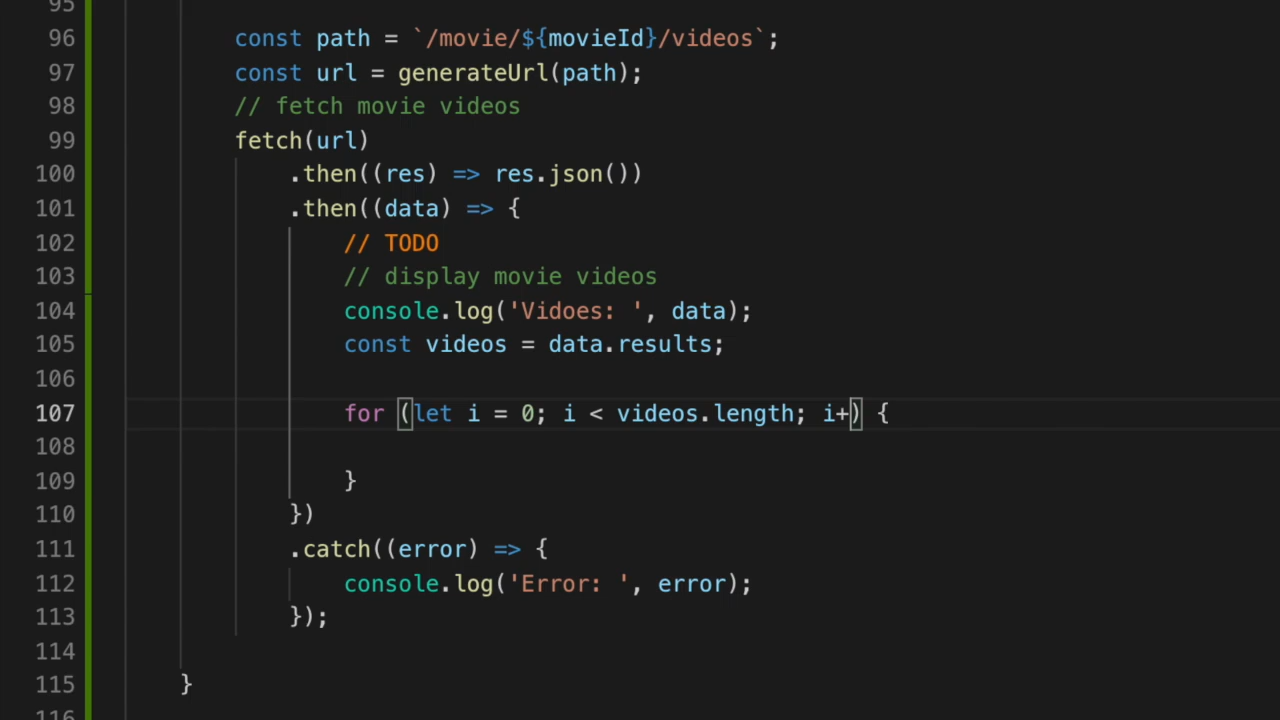 95
96 const path = `/movie/${movieId}/videos`;
97 const url = generateUrl(path);
98 // fetch movie videos
99 fetch(url)
100 .then((res) => res.json())
101 .then((data) => {
102 // TODO
103 // display movie videos
104 console.log('Vidoes: ', data);
105 const videos = data.results;
106
107 for (let i = 0; i < videos.length; i+) {
108
109 }
110 })
111 .catch((error) => {
112 console.log('Error: ', error);
113 });
114
115 }
116